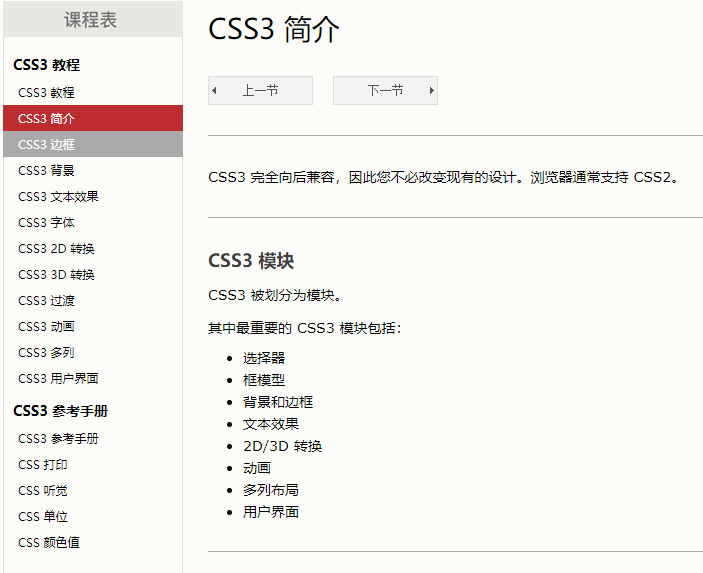 课程表
CSS3 教程
CSS3 教程
CSS3 简介
CSS3 边框
CSS3 背景
CSS3 文本效果
CSS3 字体
CSS3 2D 转换
CSS3 3D 转换
CSS3 过渡
CSS3 动画
CSS3 多列
CSS3 用户界面
CSS3 参考手册
CSS3 参考手册
CSS 打印
CSS 听觉
CSS 单位
CSS 颜色值
CSS3 简介
上一节
下一节
CSS3 完全向后兼容，因此您不必改变现有的设计。浏览器通常支持 CSS2。
CSS3 模块
CSS3 被划分为模块。
其中最重要的 CSS3 模块包括：
选择器
框模型
背景和边框
文本效果
2D/3D 转换
动画
多列布局
用户界面